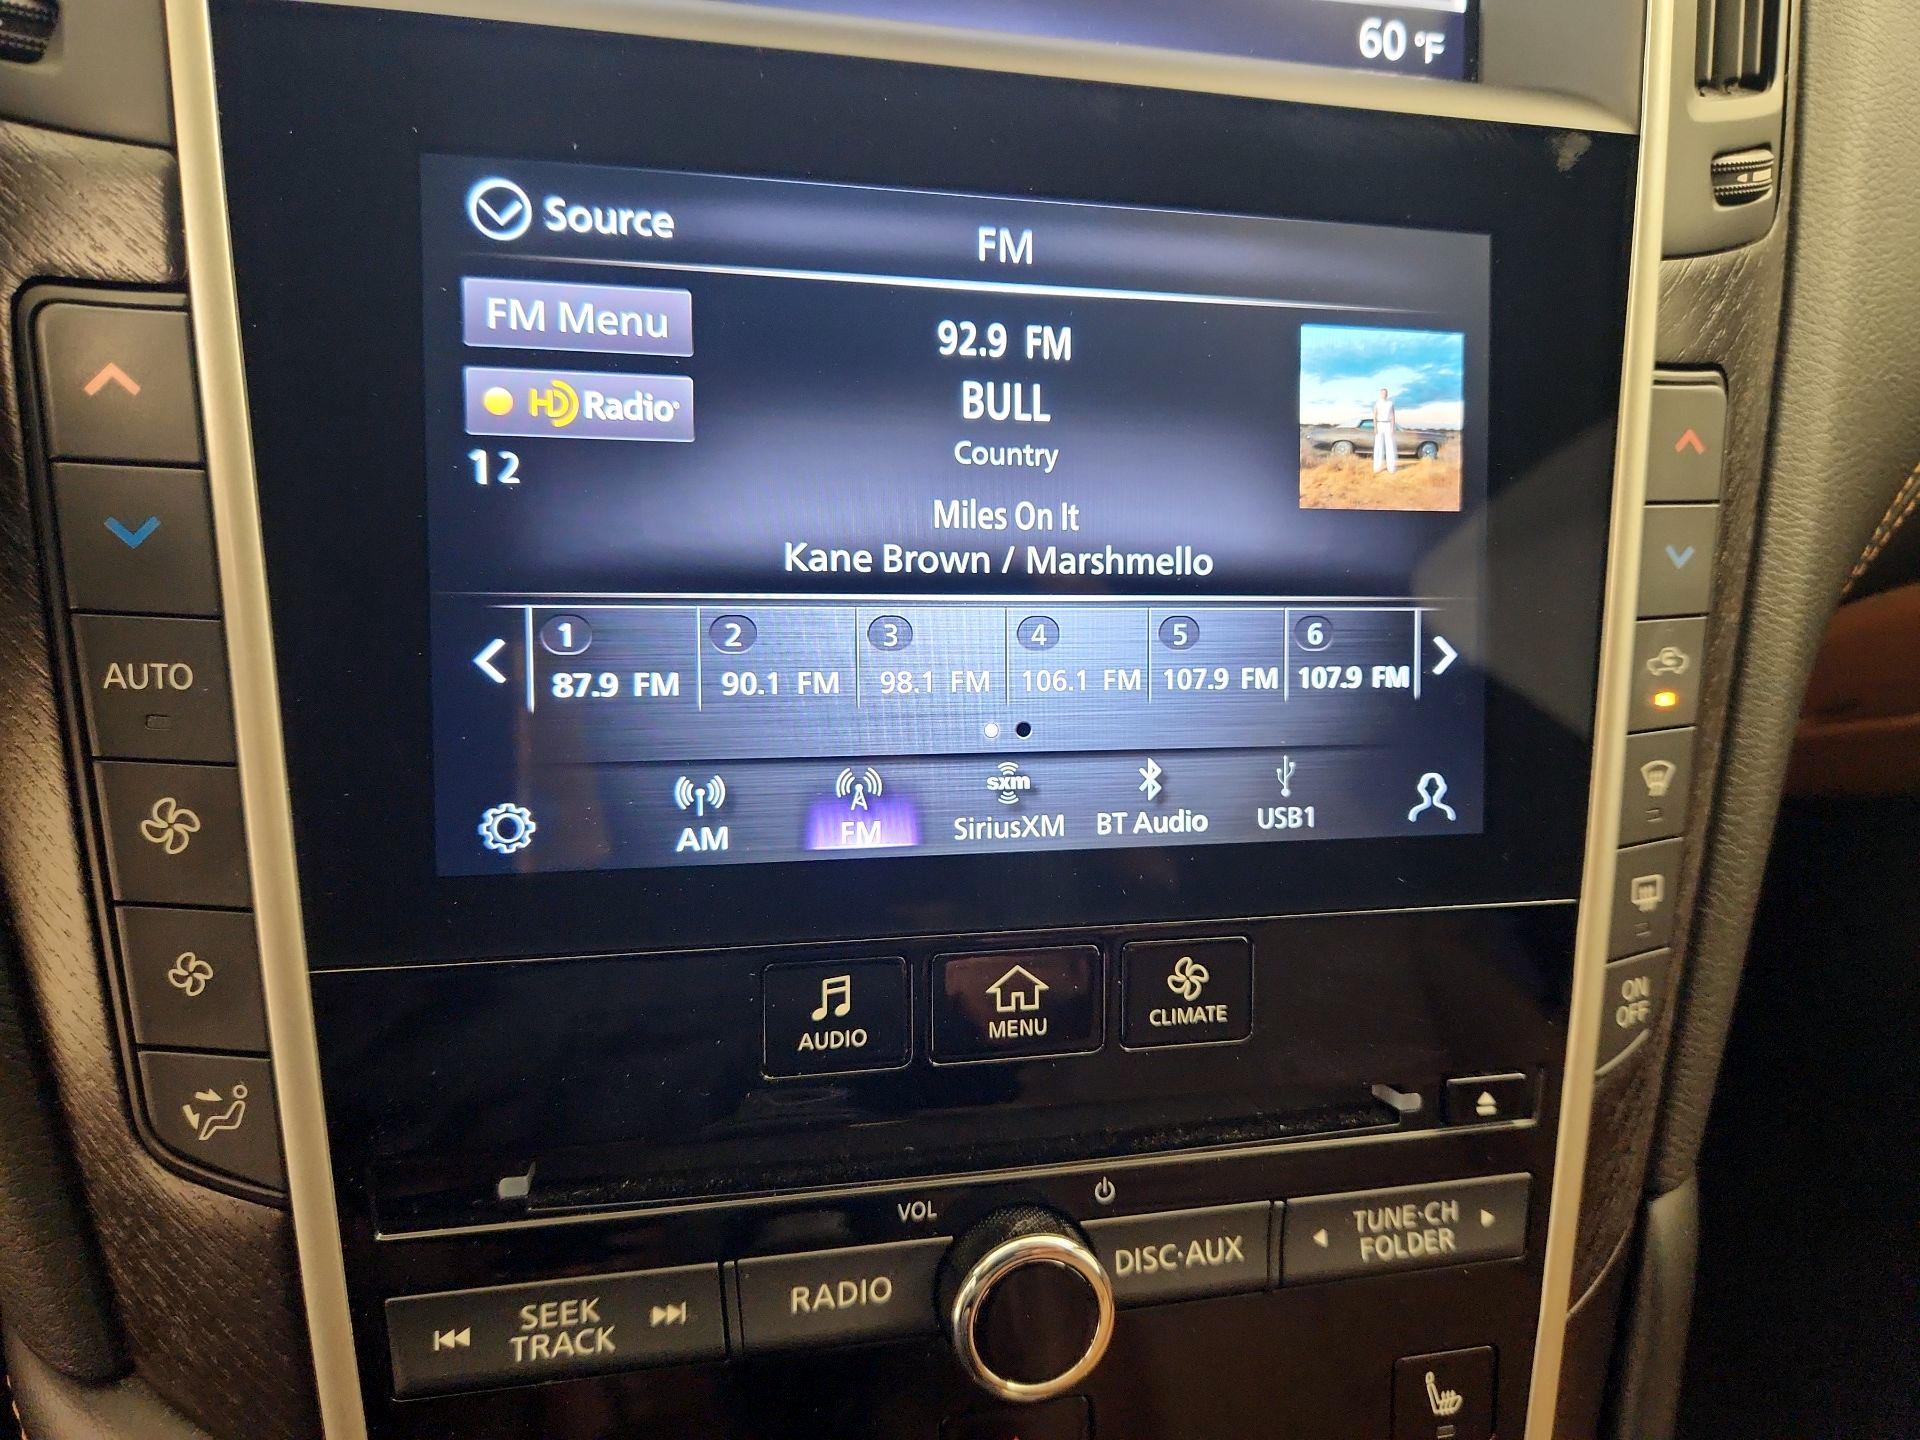 60 °F
Source
FM
FM Menu
92.9 FM
HD Radio®
BULL
12
Country
Miles On It
Kane Brown / Marshmello
1 2 3 4 5 6
87.9 FM 90.1 FM 98.1 FM 106.1 FM 107.9 FM 107.9 FM
sxm
AM FM SiriusXM BT Audio USB1
AUTO
AUDIO
MENU
CLIMATE
ON
OFF
VOL
SEEK
TRACK
RADIO
DISC·AUX
TUNE·CH
FOLDER